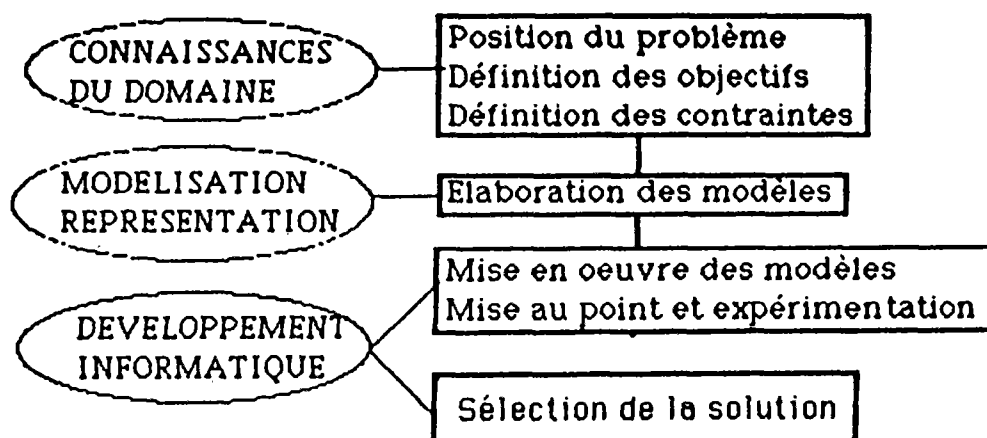 CONNAISSANCES
DU DOMAINE
Position du problème
Définition des objectifs
Définition des contraintes
MODELISATION
REPRESENTATION
Elaboration des modèles
DEVELOPPEMENT
INFORMATIQUE
Mise en oeuvre des modèles
Mise au point et expérimentation
Sélection de la solution